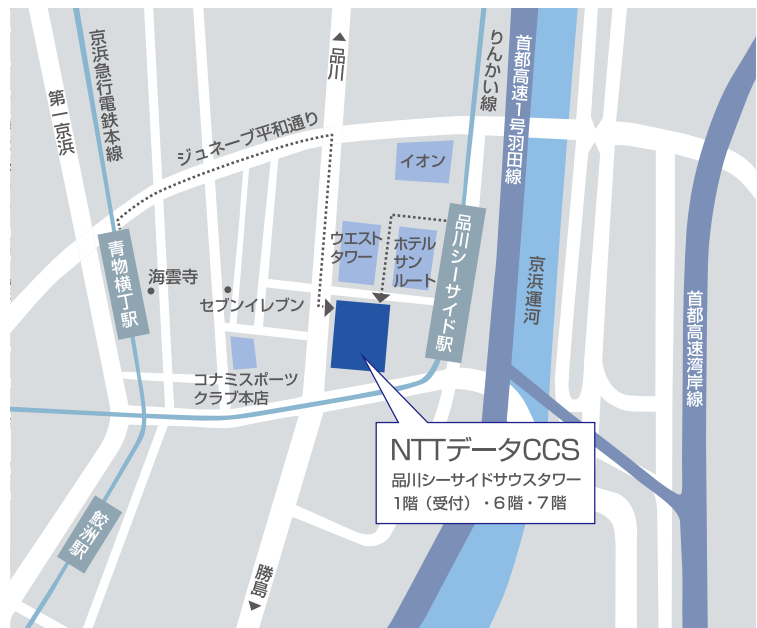 京浜急行電鉄本線
第一京浜
▲品川
りんかい線
首都高速1号羽田線
ジュネーブ平和通り
イオン
ウエスト
タワー
ホテル
サン
ルート
品川シーサイド駅
青物横丁駅
海雲寺
セブンイレブン
京浜運河
首都高速湾岸線
コナミスポーツ
クラブ本店
NTTデータCCS
品川シーサイドサウスタワー
1階（受付）・6階・7階
鮫洲駅
勝島▼